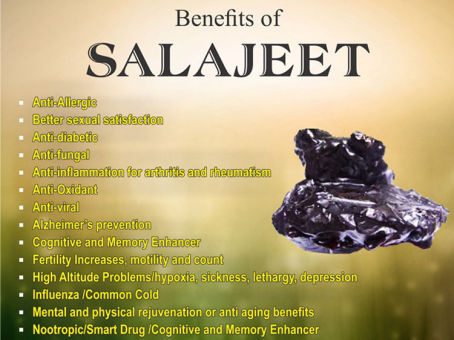 Benefits of
SALAJEET
▪ Anti-Allergic
▪ Better sexual satisfaction
▪ Anti-diabetic
▪ Anti-fungal
▪ Anti-inflammation for arthritis and rheumatism
▪ Anti-Oxidant
▪ Anti-viral
▪ Alzheimer's prevention
▪ Cognitive and Memory Enhancer
▪ Fertility Increases, motility and count
▪ High Altitude Problems/hypoxia, sickness, lethargy, depression
▪ Influenza /Common Cold
▪ Mental and physical rejuvenation or anti aging benefits
▪ Nootropic/Smart Drug /Cognitive and Memory Enhancer